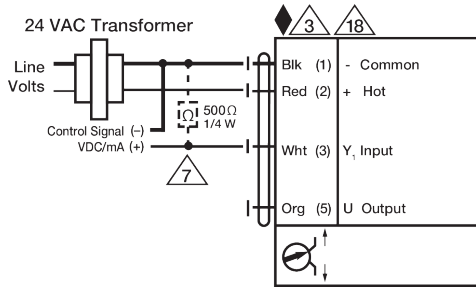 24 VAC Transformer
3 18
Line
Volts
Blk (1) - Common
Red (2) + Hot
Ω 500Ω
1/4 W
Control Signal (–)
VDC/mA (+)
Wht (3) Y1 Input
7
Org (5) U Output